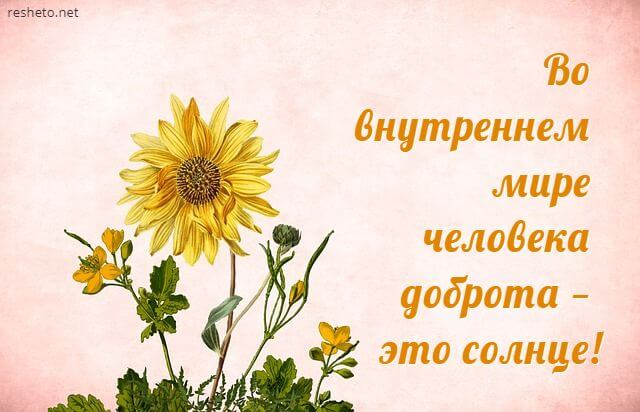 resheto.net
Во
внутреннем
мире
человека
доброта –
это солнце!